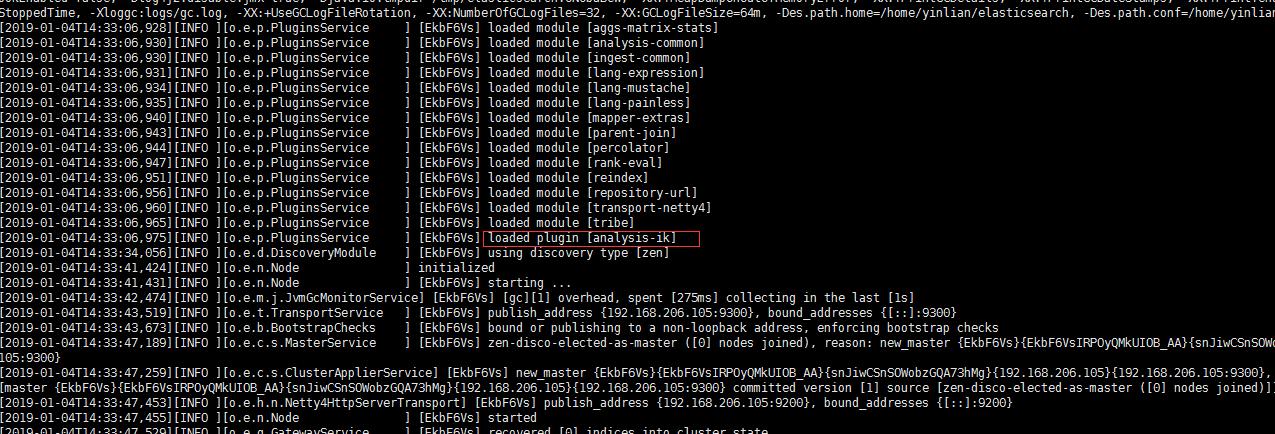 StoppedTime, -Xloggc:logs/gc.log, -XX:+UseGCLogFileRotation, -XX:NumberOfGCLogFiles=32, -XX:GCLogFileSize=64m, -Des.path.home=/home/yinlian/elasticsearch, -Des.path.conf=/home/yinlian
[2019-01-04T14:33:06,928][INFO ][o.e.p.PluginsService ] [EkbF6Vs] loaded module [aggs-matrix-stats]
[2019-01-04T14:33:06,930][INFO ][o.e.p.PluginsService ] [EkbF6Vs] loaded module [analysis-common]
[2019-01-04T14:33:06,930][INFO ][o.e.p.PluginsService ] [EkbF6Vs] loaded module [ingest-common]
[2019-01-04T14:33:06,931][INFO ][o.e.p.PluginsService ] [EkbF6Vs] loaded module [lang-expression]
[2019-01-04T14:33:06,934][INFO ][o.e.p.PluginsService ] [EkbF6Vs] loaded module [lang-mustache]
[2019-01-04T14:33:06,935][INFO ][o.e.p.PluginsService ] [EkbF6Vs] loaded module [lang-painless]
[2019-01-04T14:33:06,940][INFO ][o.e.p.PluginsService ] [EkbF6Vs] loaded module [mapper-extras]
[2019-01-04T14:33:06,943][INFO ][o.e.p.PluginsService ] [EkbF6Vs] loaded module [parent-join]
[2019-01-04T14:33:06,944][INFO ][o.e.p.PluginsService ] [EkbF6Vs] loaded module [percolator]
[2019-01-04T14:33:06,947][INFO ][o.e.p.PluginsService ] [EkbF6Vs] loaded module [rank-eval]
[2019-01-04T14:33:06,951][INFO ][o.e.p.PluginsService ] [EkbF6Vs] loaded module [reindex]
[2019-01-04T14:33:06,956][INFO ][o.e.p.PluginsService ] [EkbF6Vs] loaded module [repository-url]
[2019-01-04T14:33:06,960][INFO ][o.e.p.PluginsService ] [EkbF6Vs] loaded module [transport-netty4]
[2019-01-04T14:33:06,965][INFO ][o.e.p.PluginsService ] [EkbF6Vs] loaded module [tribe]
[2019-01-04T14:33:06,975][INFO ][o.e.p.PluginsService ] [EkbF6Vs] loaded plugin [analysis-ik]
[2019-01-04T14:33:34,056][INFO ][o.e.d.DiscoveryModule ] [EkbF6Vs] using discovery type [zen]
[2019-01-04T14:33:41,424][INFO ][o.e.n.Node ] initialized
[2019-01-04T14:33:41,431][INFO ][o.e.n.Node ] [EkbF6Vs] starting ...
[2019-01-04T14:33:42,474][INFO ][o.e.m.j.JvmGcMonitorService] [EkbF6Vs] [gc][1] overhead, spent [275ms] collecting in the last [1s]
[2019-01-04T14:33:43,519][INFO ][o.e.t.TransportService ] [EkbF6Vs] publish_address {192.168.206.105:9300}, bound_addresses {[::]:9300}
[2019-01-04T14:33:43,673][INFO ][o.e.b.BootstrapChecks ] [EkbF6Vs] bound or publishing to a non-loopback address, enforcing bootstrap checks
[2019-01-04T14:33:47,189][INFO ][o.e.c.s.MasterService ] [EkbF6Vs] zen-disco-elected-as-master ([0] nodes joined), reason: new_master {EkbF6Vs}{EkbF6VsIRPOyQMkUIOB_AA}{snJiwCSnSOWo
105:9300}
[2019-01-04T14:33:47,259][INFO ][o.e.c.s.ClusterApplierService] [EkbF6Vs] new_master {EkbF6Vs}{EkbF6VsIRPOyQMkUIOB_AA}{snJiwCSnSOWobzGQA73hMg}{192.168.206.105}{192.168.206.105:9300},
[master {EkbF6Vs}{EkbF6VsIRPOyQMkUIOB_AA}{snJiwCSnSOWobzGQA73hMg}{192.168.206.105}{192.168.206.105:9300} committed version [1] source [zen-disco-elected-as-master ([0] nodes joined)]]
[2019-01-04T14:33:47,453][INFO ][o.e.h.n.Netty4HttpServerTransport] [EkbF6Vs] publish_address {192.168.206.105:9200}, bound_addresses {[::]:9200}
[2019-01-04T14:33:47,455][INFO ][o.e.n.Node ] [EkbF6Vs] started
[2019-01-04T14:33:47,529][INFO ][o.e.g.GatewayService ] [EkbF6Vs] recovered [0] indices into cluster_state